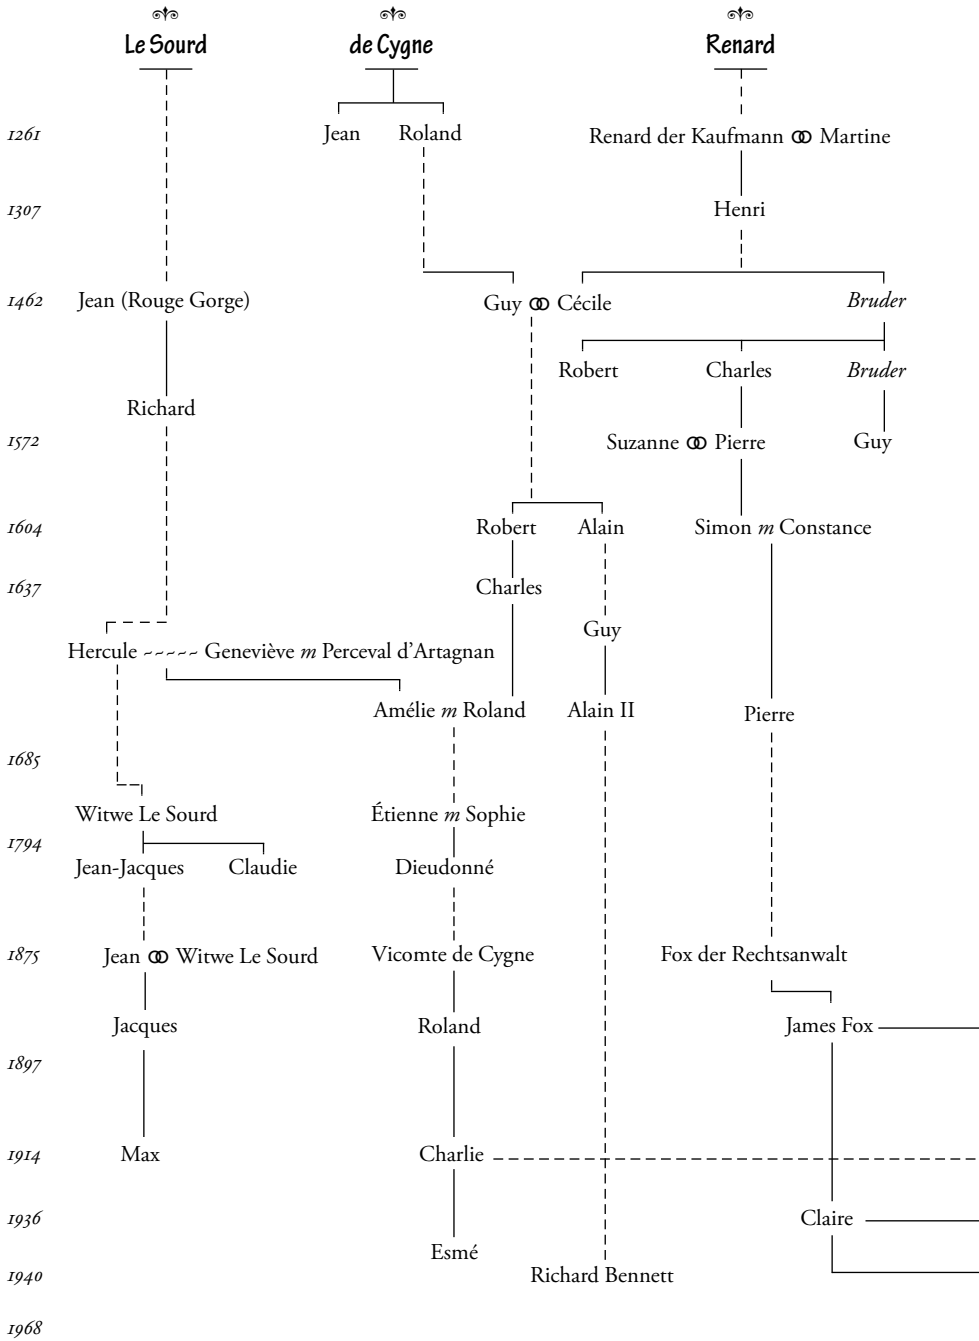 Le Sourd de Cygne Renard
1261 Jean Roland Renard der Kaufmann ⚭ Martine
1307 Henri
1462 Jean (Rouge Gorge) Guy ⚭ Cécile Bruder
Robert Charles Bruder
Richard
1572 Suzanne ⚭ Pierre Guy
1604 Robert Alain Simon m Constance
1637 Charles
Guy
Hercule ~~~~~ Geneviève m Perceval d’Artagnan
Amélie m Roland Alain II Pierre
1685
Witwe Le Sourd Étienne m Sophie
1794
Jean-Jacques Claudie Dieudonné
1875 Jean ⚭ Witwe Le Sourd Vicomte de Cygne Fox der Rechtsanwalt
Jacques Roland James Fox
1897
1914 Max Charlie
1936 Claire
Esmé
1940 Richard Bennett
1968